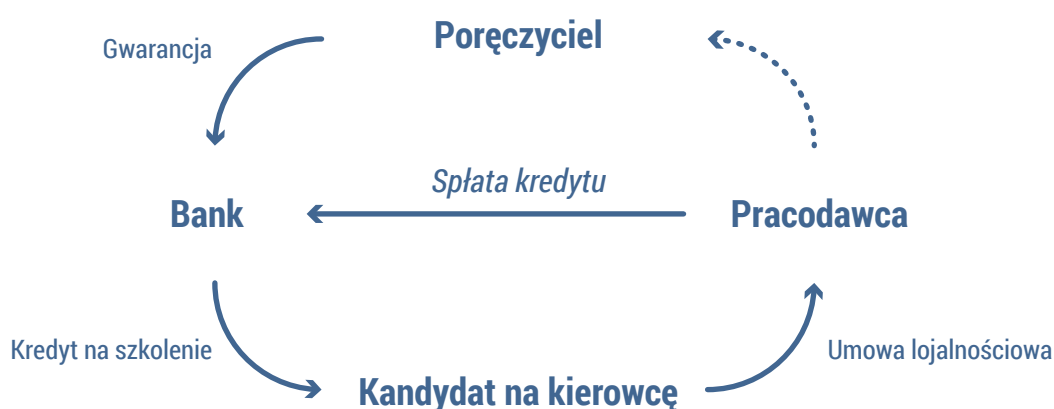 Poręczyciel
Gwarancja
Spłata kredytu
Bank
Pracodawca
Kredyt na szkolenie
Umowa lojalnościowa
Kandydat na kierowcę